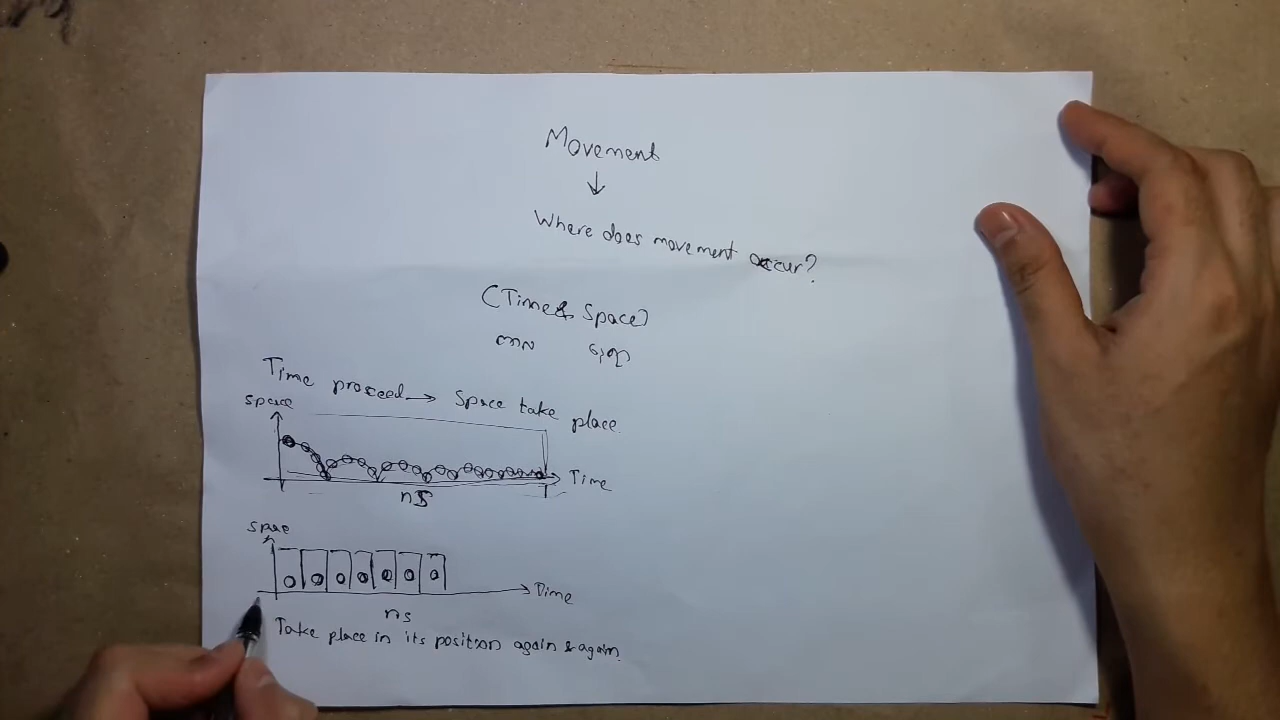 Movement
Where does movement occur?
(Time & Space)
Time proceed → Space take place.
space
Time
ns
space
Time
ns
Take place in its position again & again.